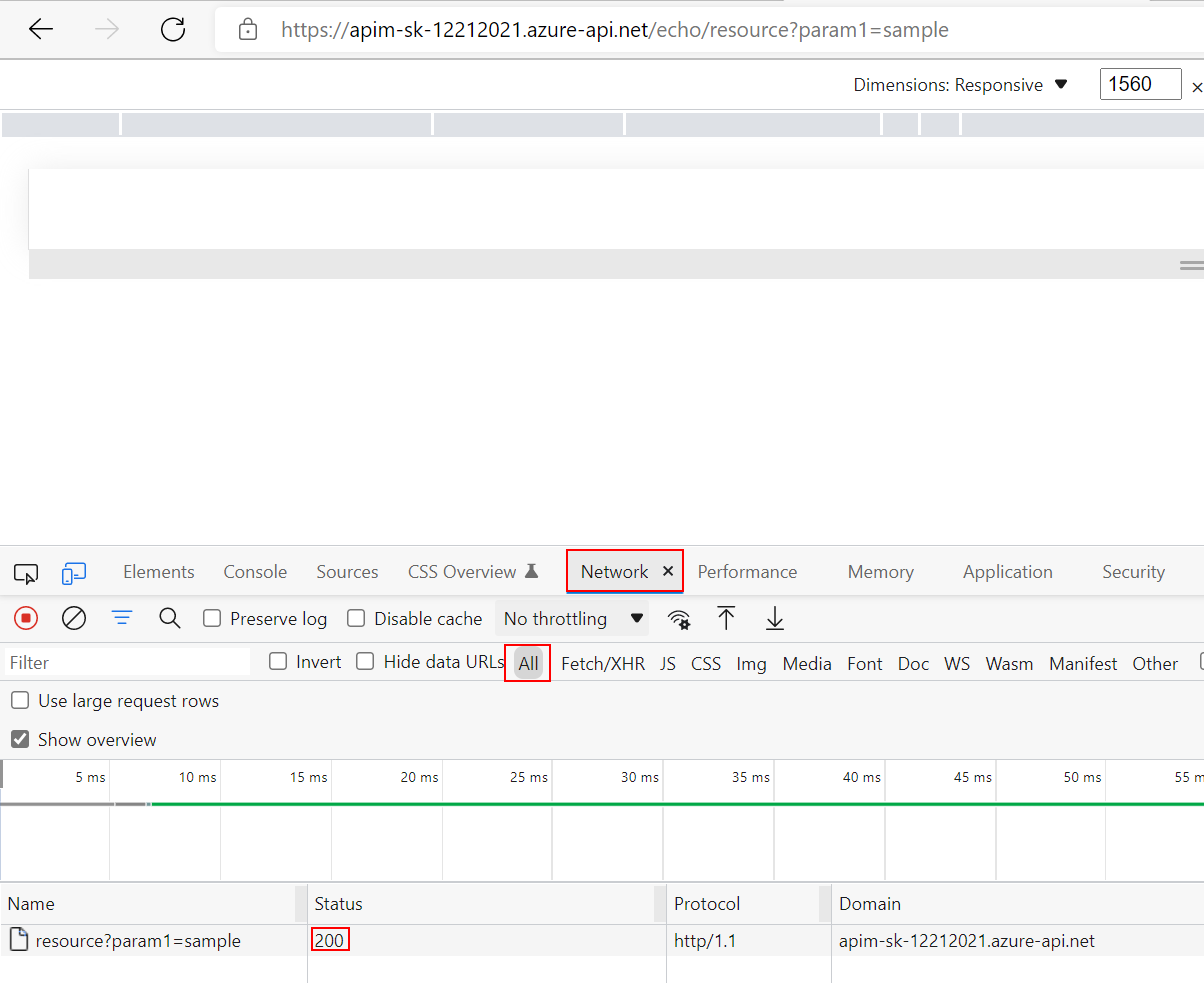 https://apim-sk-12212021.azure-api.net/echo/resource?param1=sample
Dimensions: Responsive ▼ 1560 ×
Elements Console Sources CSS Overview Network × Performance Memory Application Security
Preserve log Disable cache No throttling ▼
Filter Invert Hide data URLs All Fetch/XHR JS CSS Img Media Font Doc WS Wasm Manifest Other
Use large request rows
Show overview
5 ms 10 ms 15 ms 20 ms 25 ms 30 ms 35 ms 40 ms 45 ms 50 ms 55 m
Name Status Protocol Domain
resource?param1=sample 200 http/1.1 apim-sk-12212021.azure-api.net